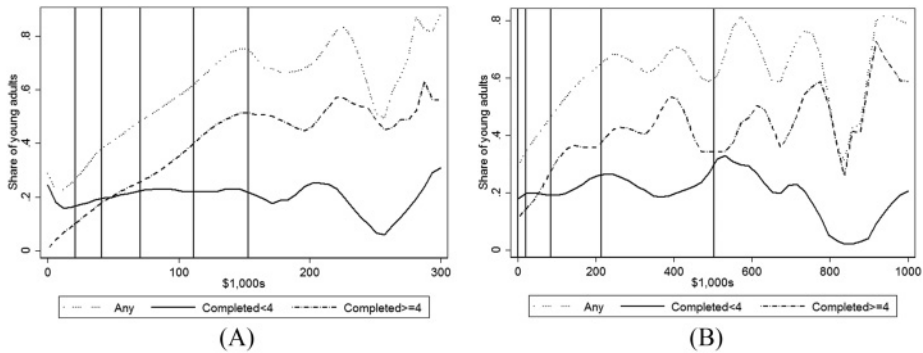 Share of young adults
.8
.6
.4
.2
0
0
100
200
300
$1,000s
Any Completed<4 Completed>=4
(A)
Share of young adults
.8
.6
.4
.2
0
0
200
400
600
800
1000
$1,000s
Any Completed<4 Completed>=4
(B)